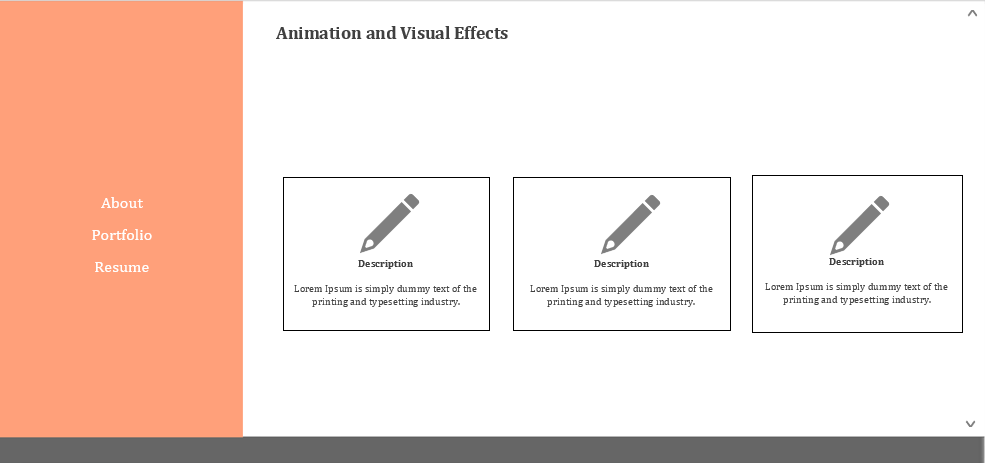 Animation and Visual Effects
About
Portfolio
Resume
Description
Lorem Ipsum is simply dummy text of the
printing and typesetting industry.
Description
Lorem Ipsum is simply dummy text of the
printing and typesetting industry.
Description
Lorem Ipsum is simply dummy text of the
printing and typesetting industry.